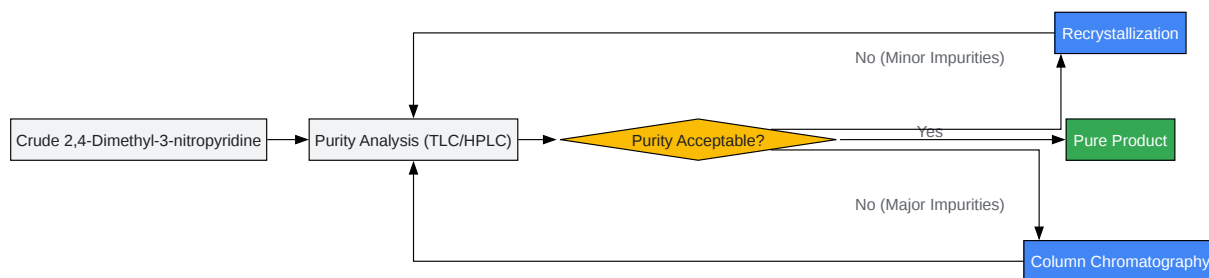 Recrystallization
No (Minor Impurities)
Crude 2,4-Dimethyl-3-nitropyridine
Purity Analysis (TLC/HPLC)
Purity Acceptable?
Yes
Pure Product
No (Major Impurities)
Column Chromatography